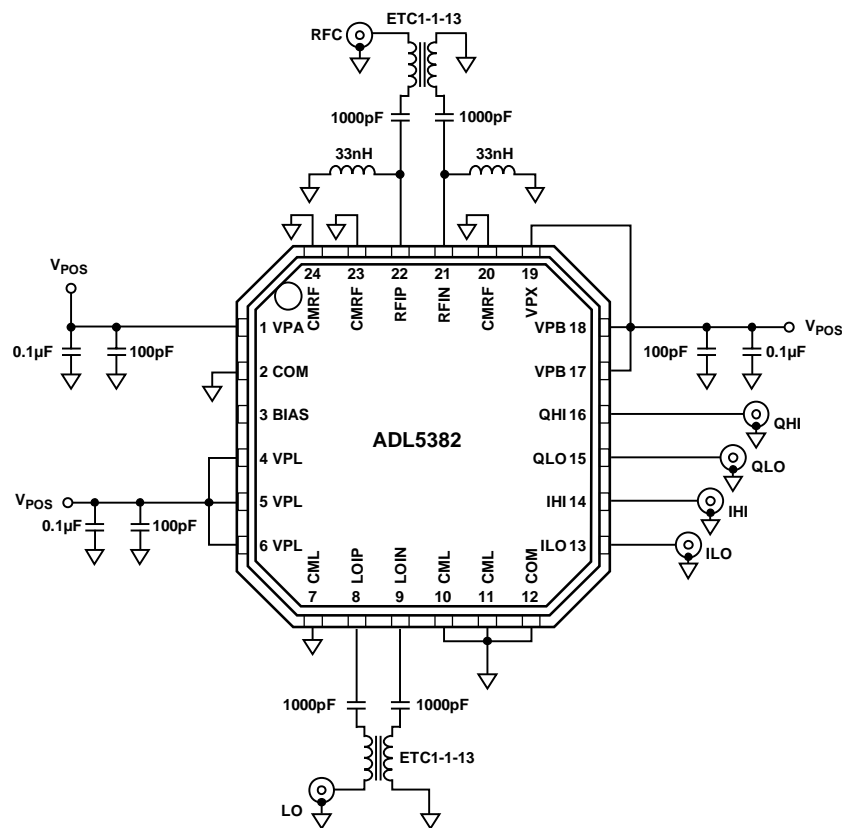 ETC1-1-13
RFC
1000pF
1000pF
33nH
33nH
24 23 22 21 20 19
CMRF CMRF RFIP RFIN CMRF VPX
VPOS
1 VPA
0.1µF
100pF
2 COM
3 BIAS
4 VPL
VPOS
5 VPL
0.1µF
100pF
6 VPL
ADL5382
VPB 18
VPOS
100pF
0.1µF
VPB 17
QHI 16
QHI
QLO 15
QLO
IHI 14
IHI
ILO 13
ILO
CML LOIP LOIN CML CML COM
7 8 9 10 11 12
1000pF
1000pF
ETC1-1-13
LO